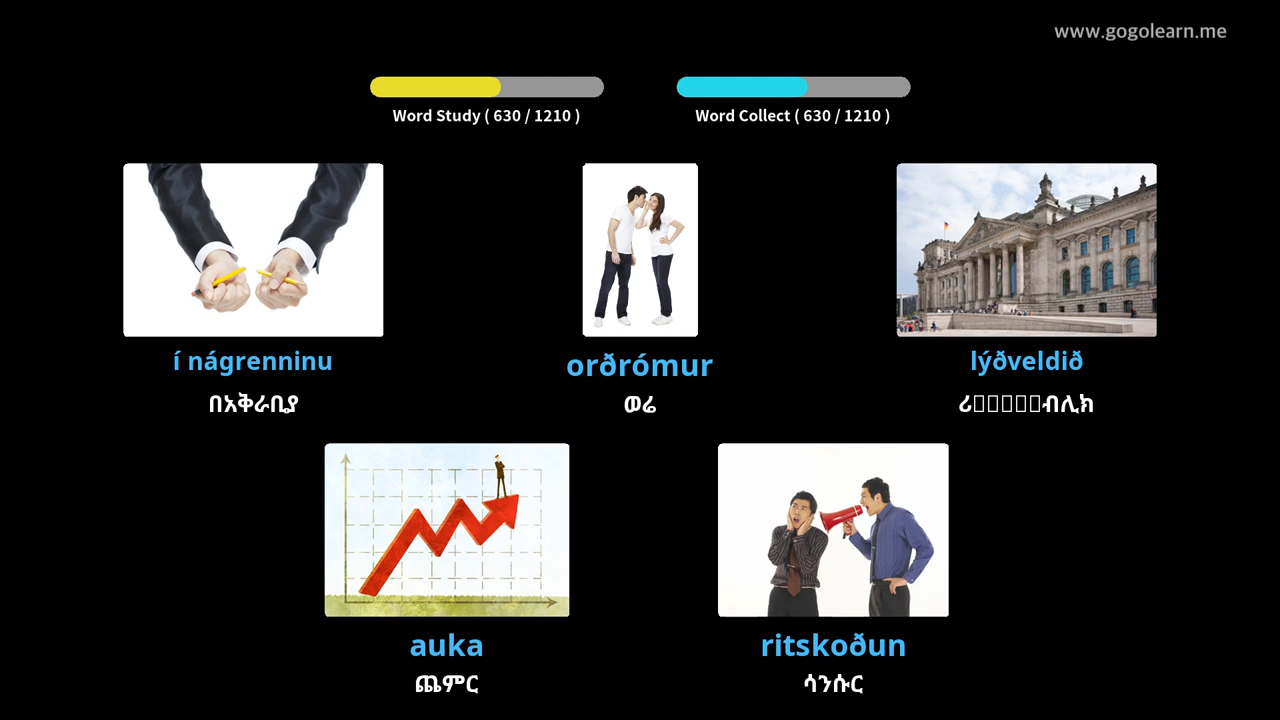 www.gogolearn.me
Word Study ( 630 / 1210 )
Word Collect ( 630 / 1210 )
í nágrenninu
orðrómur
lýðveldið
በአቅራቢያ
ወሬ
auka
ritskoðun
ጨምር
ሳንሱር